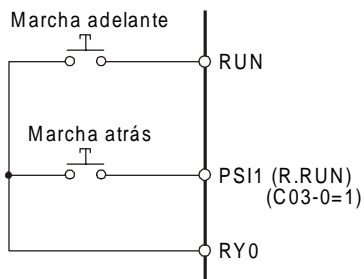 Marcha adelante
RUN
Marcha atrás
PSI1 (R.RUN)
(C03-0=1)
RY0